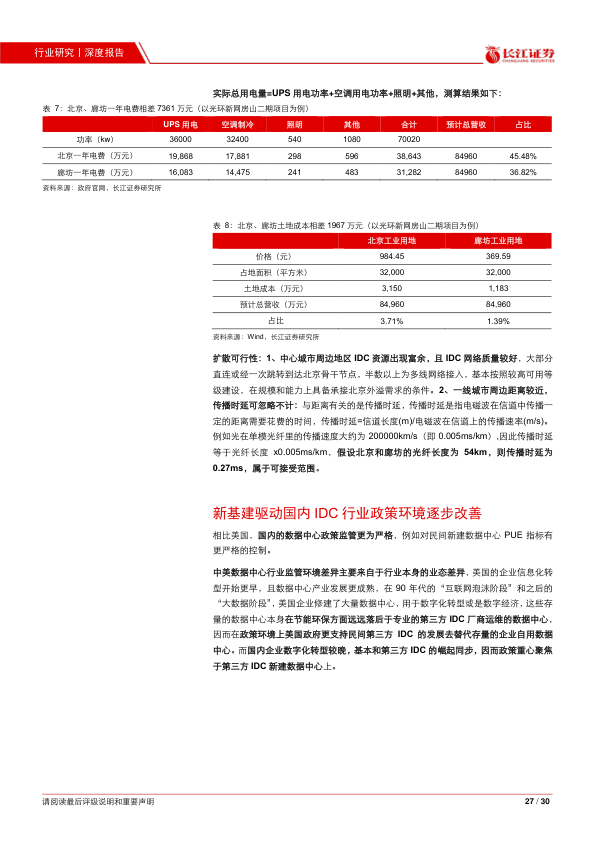 行业研究丨深度报告
长江证券
CHANGJIANG SECURITIES
实际总用电量=UPS 用电功率+空调用电功率+照明+其他，测算结果如下：
表 7：北京、廊坊一年电费相差 7361 万元（以光环新网房山二期项目为例）
UPS 用电 空调制冷 照明 其他 合计 预计总营收 占比
功率（kw） 36000 32400 540 1080 70020
北京一年电费（万元） 19,868 17,881 298 596 38,643 84960 45.48%
廊坊一年电费（万元） 16,083 14,475 241 483 31,282 84960 36.82%
资料来源：政府官网，长江证券研究所
表 8：北京、廊坊土地成本相差 1967 万元（以光环新网房山二期项目为例）
北京工业用地 廊坊工业用地
价格（元） 984.45 369.59
占地面积（平方米） 32,000 32,000
土地成本（万元） 3,150 1,183
预计总营收（万元） 84,960 84,960
占比 3.71% 1.39%
资料来源：Wind，长江证券研究所
扩散可行性：1、中心城市周边地区 IDC 资源出现富余，且 IDC 网络质量较好，大部分
直连或经一次跳转到达北京骨干节点，半数以上为多线网络接入，基本按照较高可用等
级建设，在规模和能力上具备承接北京外溢需求的条件。2、一线城市周边距离较近，
传播时延可忽略不计：与距离有关的是传播时延，传播时延是指电磁波在信道中传播一
定的距离需要花费的时间，传播时延=信道长度(m)/电磁波在信道上的传播速率(m/s)。
例如光在单模光纤里的传播速度大约为 200000km/s（即 0.005ms/km）,因此传播时延
等于光纤长度 x0.005ms/km，假设北京和廊坊的光纤长度为 54km，则传播时延为
0.27ms，属于可接受范围。
新基建驱动国内 IDC 行业政策环境逐步改善
相比美国，国内的数据中心政策监管更为严格，例如对民间新建数据中心 PUE 指标有
更严格的控制。
中美数据中心行业监管环境差异主要来自于行业本身的业态差异，美国的企业信息化转
型开始更早，且数据中心产业发展更成熟，在 90 年代的“互联网泡沫阶段”和之后的
“大数据阶段”，美国企业修建了大量数据中心，用于数字化转型或是数字经济，这些存
量的数据中心本身在节能环保方面远远落后于专业的第三方 IDC 厂商运维的数据中心，
因而在政策环境上美国政府更支持民间第三方 IDC 的发展去替代存量的企业自用数据
中心。而国内企业数字化转型较晚，基本和第三方 IDC 的崛起同步，因而政策重心聚焦
于第三方 IDC 新建数据中心上。
请阅读最后评级说明和重要声明
27 / 30